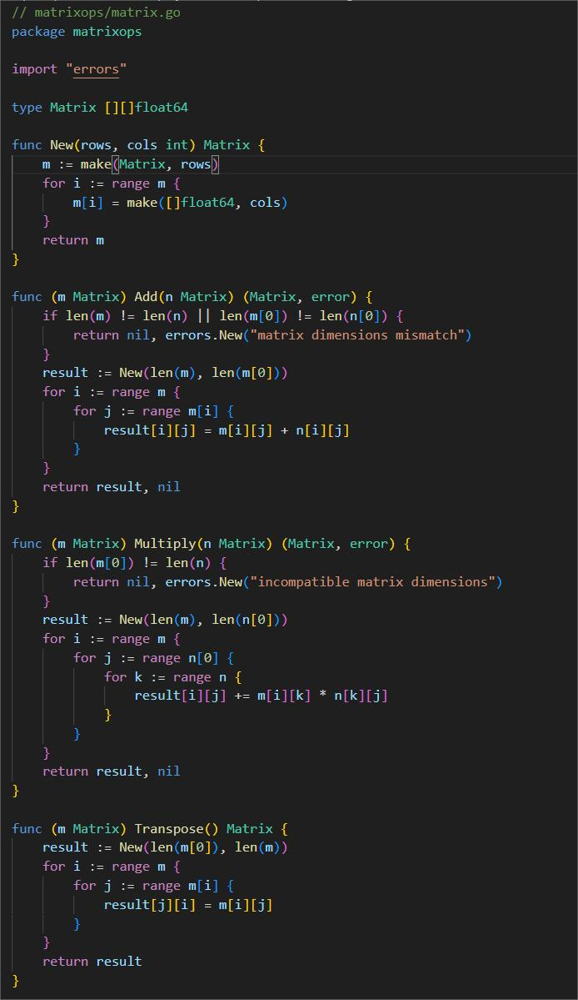 // matrixops/matrix.go
package matrixops

import "errors"

type Matrix [][]float64

func New(rows, cols int) Matrix {
    m := make(Matrix, rows)
    for i := range m {
        m[i] = make([]float64, cols)
    }
    return m
}

func (m Matrix) Add(n Matrix) (Matrix, error) {
    if len(m) != len(n) || len(m[0]) != len(n[0]) {
        return nil, errors.New("matrix dimensions mismatch")
    }
    result := New(len(m), len(m[0]))
    for i := range m {
        for j := range m[i] {
            result[i][j] = m[i][j] + n[i][j]
        }
    }
    return result, nil
}

func (m Matrix) Multiply(n Matrix) (Matrix, error) {
    if len(m[0]) != len(n) {
        return nil, errors.New("incompatible matrix dimensions")
    }
    result := New(len(m), len(n[0]))
    for i := range m {
        for j := range n[0] {
            for k := range n {
                result[i][j] += m[i][k] * n[k][j]
            }
        }
    }
    return result, nil
}

func (m Matrix) Transpose() Matrix {
    result := New(len(m[0]), len(m))
    for i := range m {
        for j := range m[i] {
            result[j][i] = m[i][j]
        }
    }
    return result
}